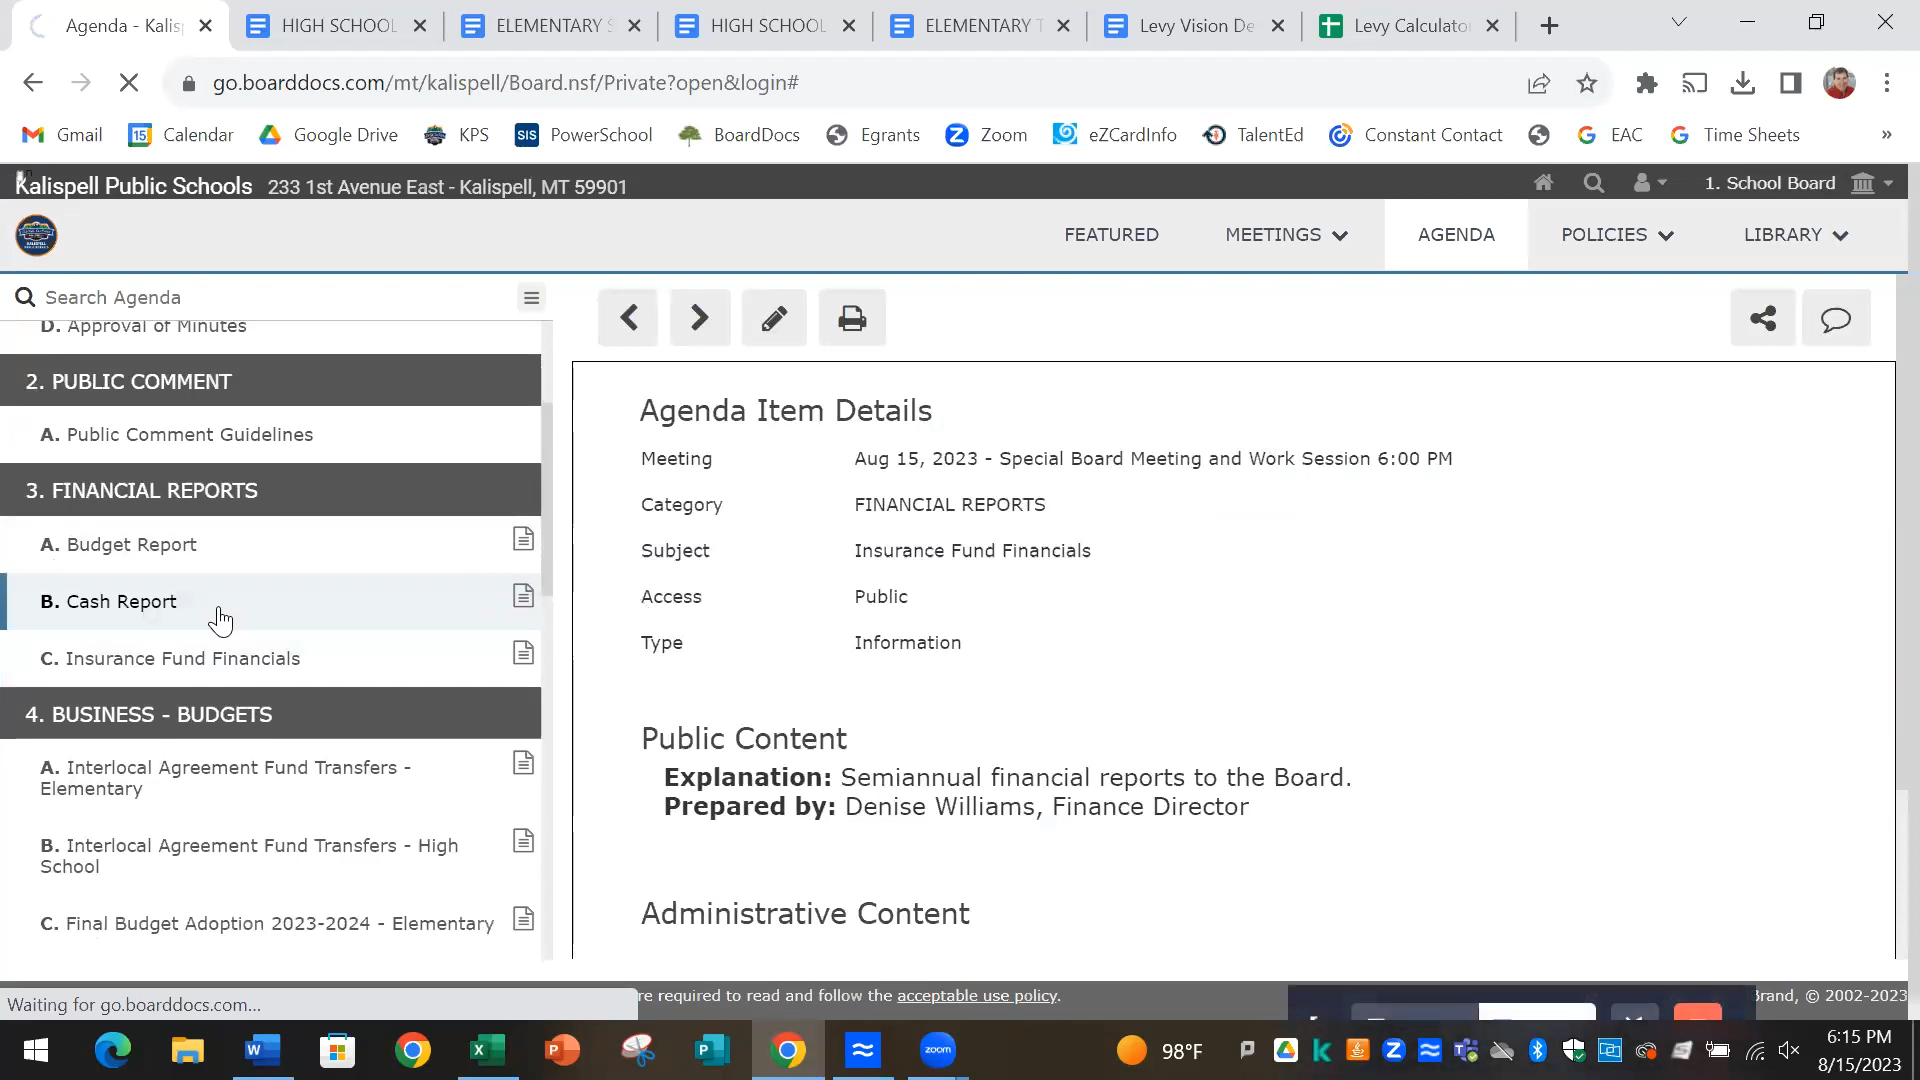 Agenda - Kalisp
HIGH SCHOOL
ELEMENTARY S
HIGH SCHOOL
ELEMENTARY T
Levy Vision De
Levy Calculato
go.boarddocs.com/mt/kalispell/Board.nsf/Private?open&login#
Gmail
15 Calendar
Google Drive
KPS
SIS PowerSchool
BoardDocs
Egrants
Zoom
eZCardInfo
TalentEd
Constant Contact
EAC
Time Sheets
»
Kalispell Public Schools 233 1st Avenue East - Kalispell, MT 59901
1. School Board
FEATURED
MEETINGS
AGENDA
POLICIES
LIBRARY
Search Agenda
D. Approval of Minutes
2. PUBLIC COMMENT
A. Public Comment Guidelines
3. FINANCIAL REPORTS
A. Budget Report
B. Cash Report
C. Insurance Fund Financials
4. BUSINESS - BUDGETS
A. Interlocal Agreement Fund Transfers -
Elementary
B. Interlocal Agreement Fund Transfers - High
School
C. Final Budget Adoption 2023-2024 - Elementary
Agenda Item Details
Meeting Aug 15, 2023 - Special Board Meeting and Work Session 6:00 PM
Category FINANCIAL REPORTS
Subject Insurance Fund Financials
Access Public
Type Information
Public Content
Explanation: Semiannual financial reports to the Board.
Prepared by: Denise Williams, Finance Director
Administrative Content
Waiting for go.boarddocs.com...
re required to read and follow the acceptable use policy.
Brand, © 2002-2023
zoom
98°F
6:15 PM
8/15/2023